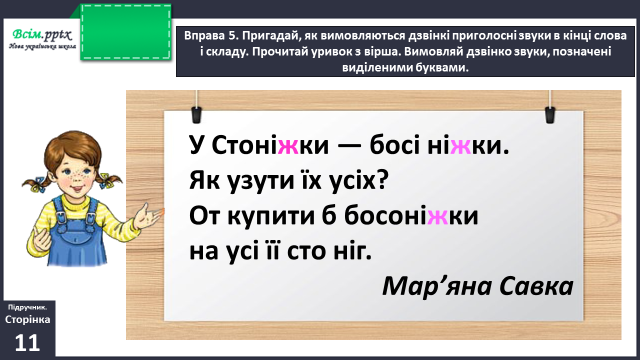 Всім.pptx
Нова українська школа
Вправа 5. Пригадай, як вимовляються дзвінкі приголосні звуки в кінці слова
і складу. Прочитай уривок з вірша. Вимовляй дзвінко звуки, позначені
виділеними буквами.
У Стоніжки — босі ніжки.
Як узути їх усіх?
От купити б босоніжки
на усі її сто ніг.
Мар’яна Савка
Підручник.
Сторінка
11